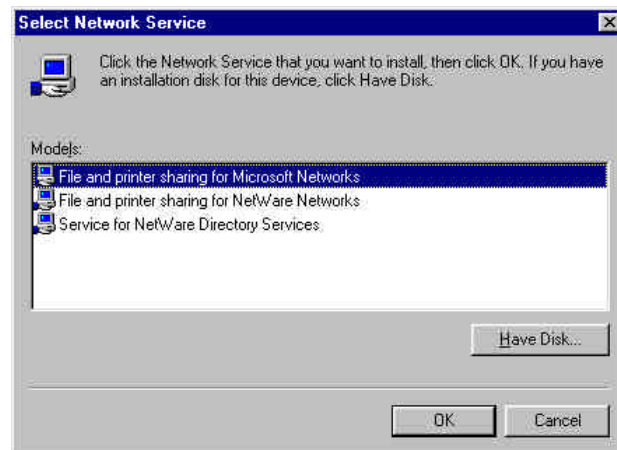 Select Network Service
Click the Network Service that you want to install, then click OK. If you have
an installation disk for this device, click Have Disk.
Models:
File and printer sharing for Microsoft Networks
File and printer sharing for NetWare Networks
Service for NetWare Directory Services
Have Disk...
OK
Cancel